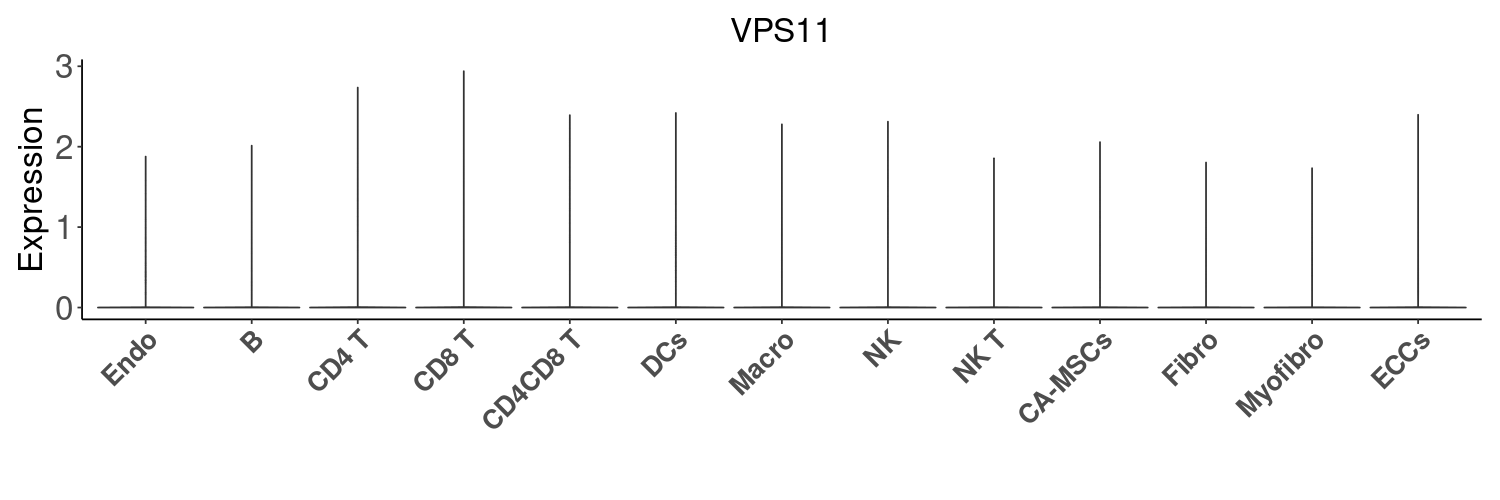 VPS11
Expression
3
2
1
0
Endo
B
CD4 T
CD8 T
CD4CD8 T
DCs
Macro
NK
NK T
CA-MSCs
Fibro
Myofibro
ECCs